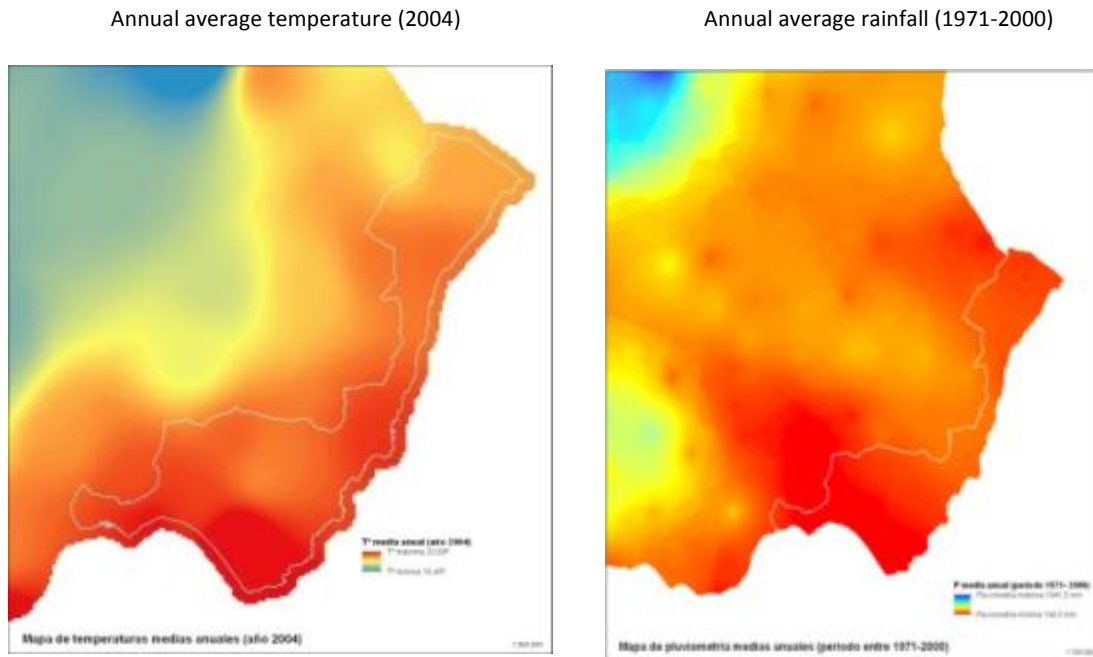 Annual average temperature (2004)
Annual average rainfall (1971-2000)
Tª media anual (año 2004)
Mapa de temperaturas medias anuales (año 2004)
P media anual (periodo 1971-2000)
Mapa de pluviometría medias anuales (periodo entre 1971-2000)